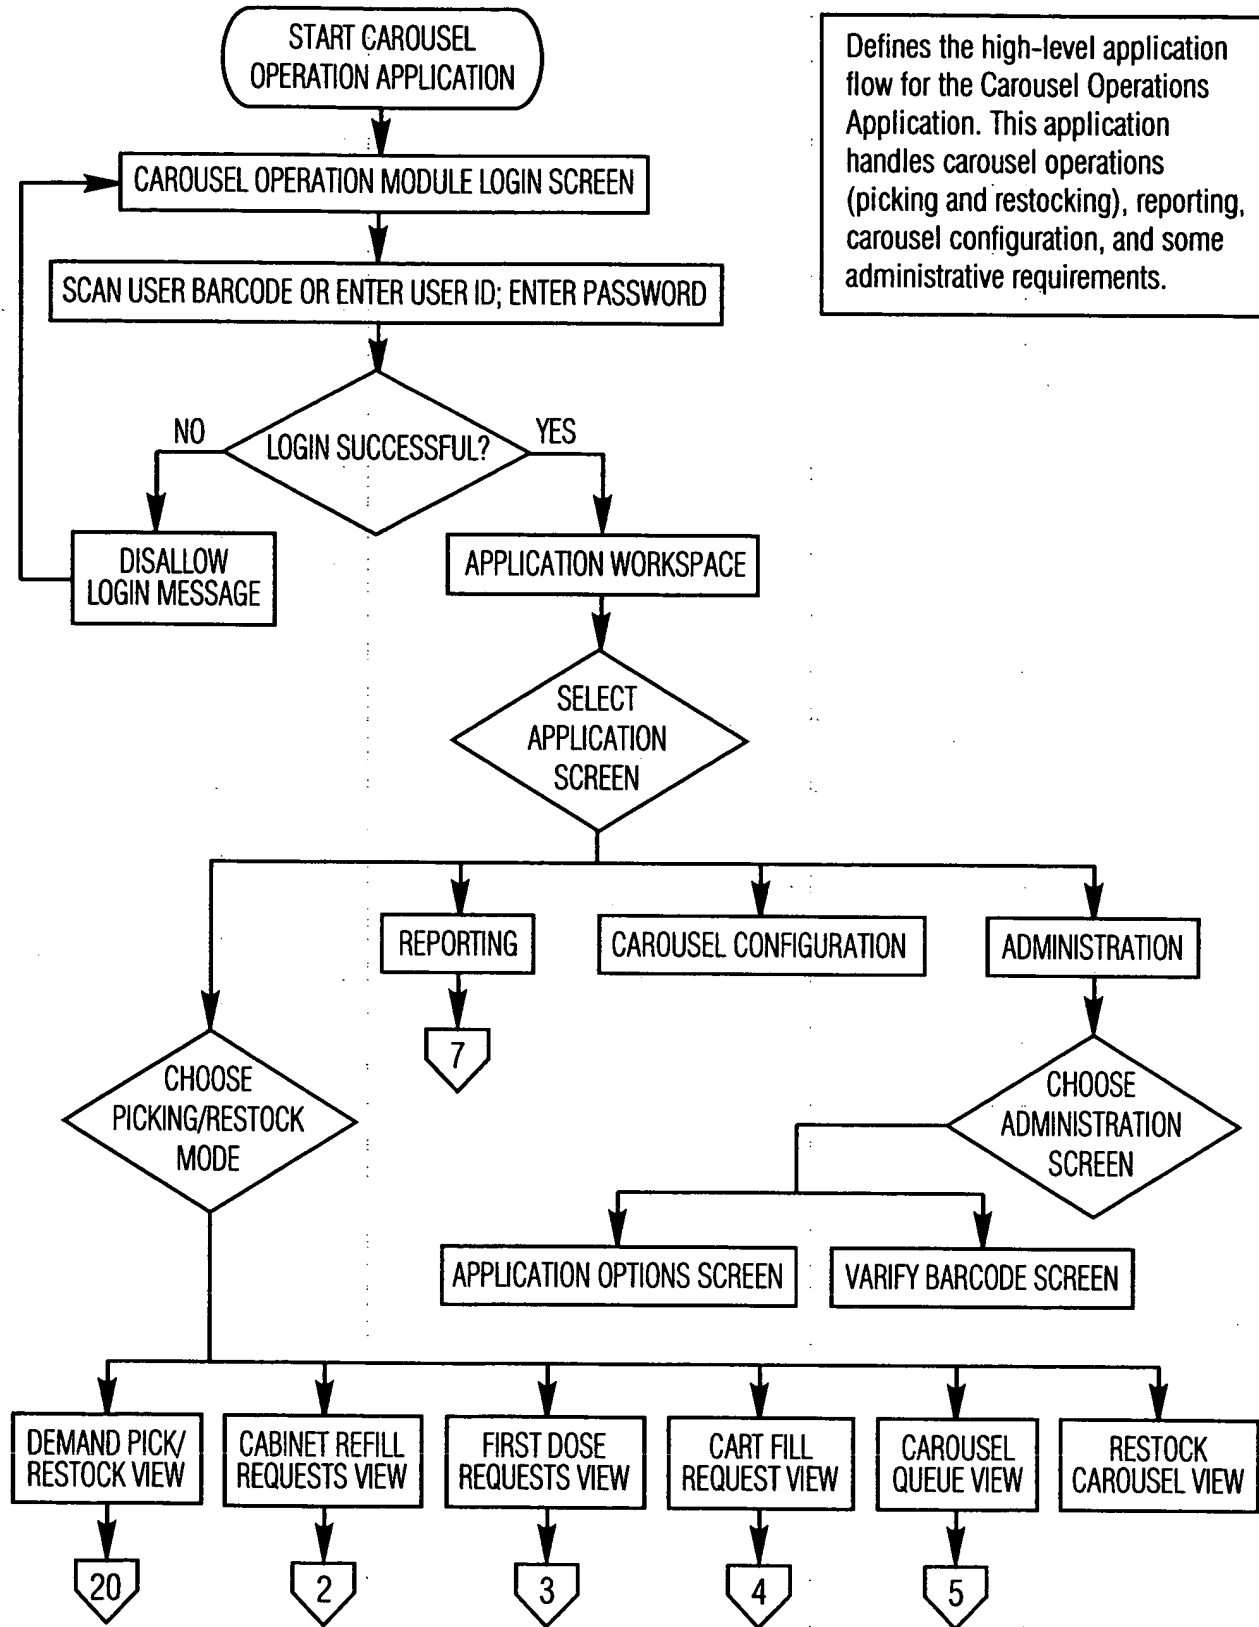 START CAROUSEL
OPERATION APPLICATION
Defines the high-level application
flow for the Carousel Operations
Application. This application
handles carousel operations
(picking and restocking), reporting,
carousel configuration, and some
administrative requirements.
CAROUSEL OPERATION MODULE LOGIN SCREEN
SCAN USER BARCODE OR ENTER USER ID; ENTER PASSWORD
NO
LOGIN SUCCESSFUL?
YES
DISALLOW
LOGIN MESSAGE
APPLICATION WORKSPACE
SELECT
APPLICATION
SCREEN
REPORTING
CAROUSEL CONFIGURATION
ADMINISTRATION
7
CHOOSE
PICKING/RESTOCK
MODE
CHOOSE
ADMINISTRATION
SCREEN
APPLICATION OPTIONS SCREEN
VARIFY BARCODE SCREEN
DEMAND PICK/
RESTOCK VIEW
CABINET REFILL
REQUESTS VIEW
FIRST DOSE
REQUESTS VIEW
CART FILL
REQUEST VIEW
CAROUSEL
QUEUE VIEW
RESTOCK
CAROUSEL VIEW
20
2
3
4
5